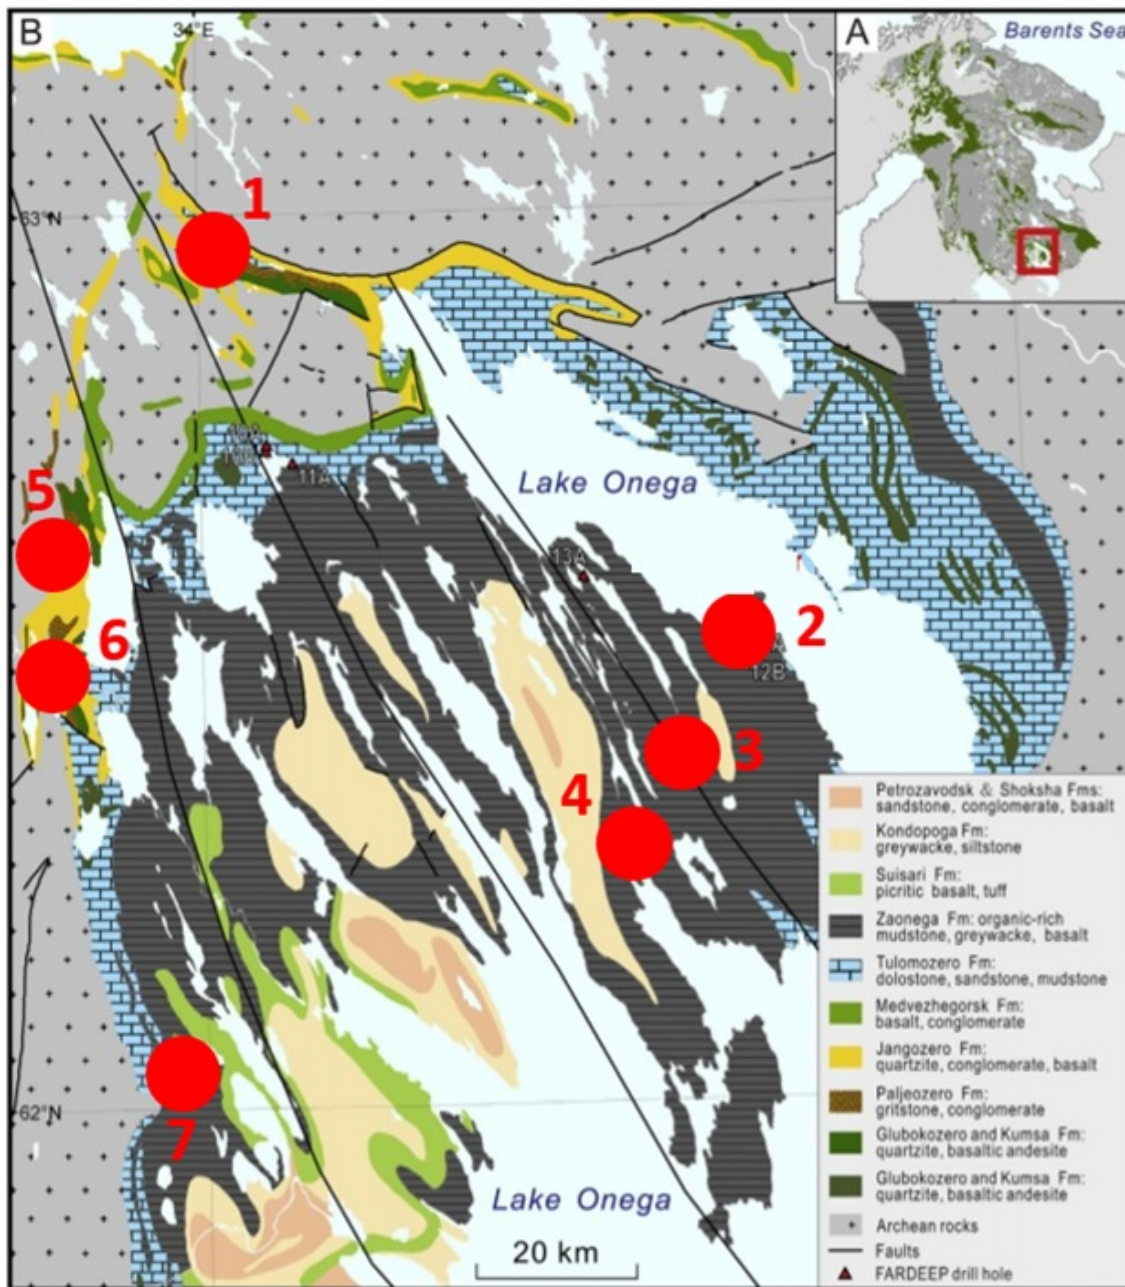 B
34°E
A
Barents Sea
63°N
1
Lake Onega
10A
10B
11A
5
13A
2
6
12B
3
4
62°N
7
Lake Onega
20 km
Petrozavodsk & Shoksha Fms:
sandstone, conglomerate, basalt
Kondopoga Fm:
greywacke, siltstone
Suisari Fm:
picritic basalt, tuff
Zaonega Fm: organic-rich
mudstone, greywacke, basalt
Tulomozero Fm:
dolostone, sandstone, mudstone
Medvezhegorsk Fm:
basalt, conglomerate
Jangozero Fm:
quartzite, conglomerate, basalt
Paljeozero Fm:
gritstone, conglomerate
Glubokozero and Kumsa Fm:
quartzite, basaltic andesite
Glubokozero and Kumsa Fm:
quartzite, basaltic andesite
Archean rocks
Faults
FARDEEP drill hole